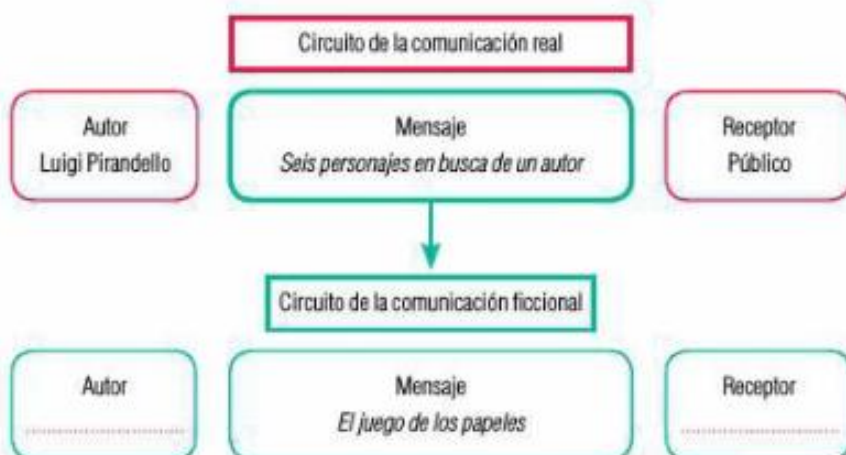 Circuito de la comunicación real
Autor
Luigi Pirandello
Mensaje
Seis personajes en busca de un autor
Receptor
Público
Circuito de la comunicación ficcional
Autor
Mensaje
El juego de los papeles
Receptor